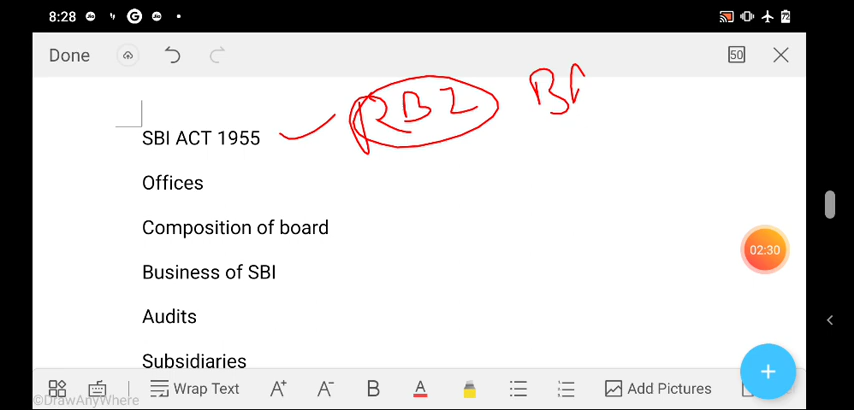 8:28
72
Done
50
RBI
SBI ACT 1955
Offices
Composition of board
Business of SBI
02:30
Audits
Subsidiaries
Wrap Text A+ A- B A Add Pictures
©DrawAnyWhere